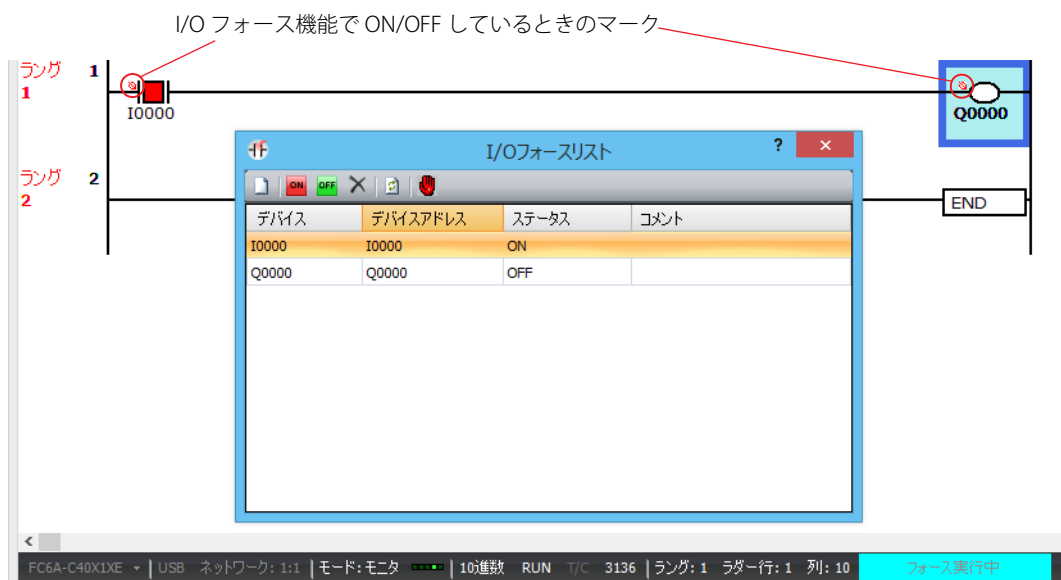 I/O フォース機能で ON/OFF しているときのマーク
ラング 1
1
I0000
Q0000
I/Oフォースリスト ? ×
ON OFF
ラング 2
2
END
デバイス デバイスアドレス ステータス コメント
I0000 I0000 ON
Q0000 Q0000 OFF
FC6A-C40X1XE USB ネットワーク: 1:1 モード: モニタ 10進数 RUN T/C 3136 ラング: 1 ラダー行: 1 列: 10 フォース実行中